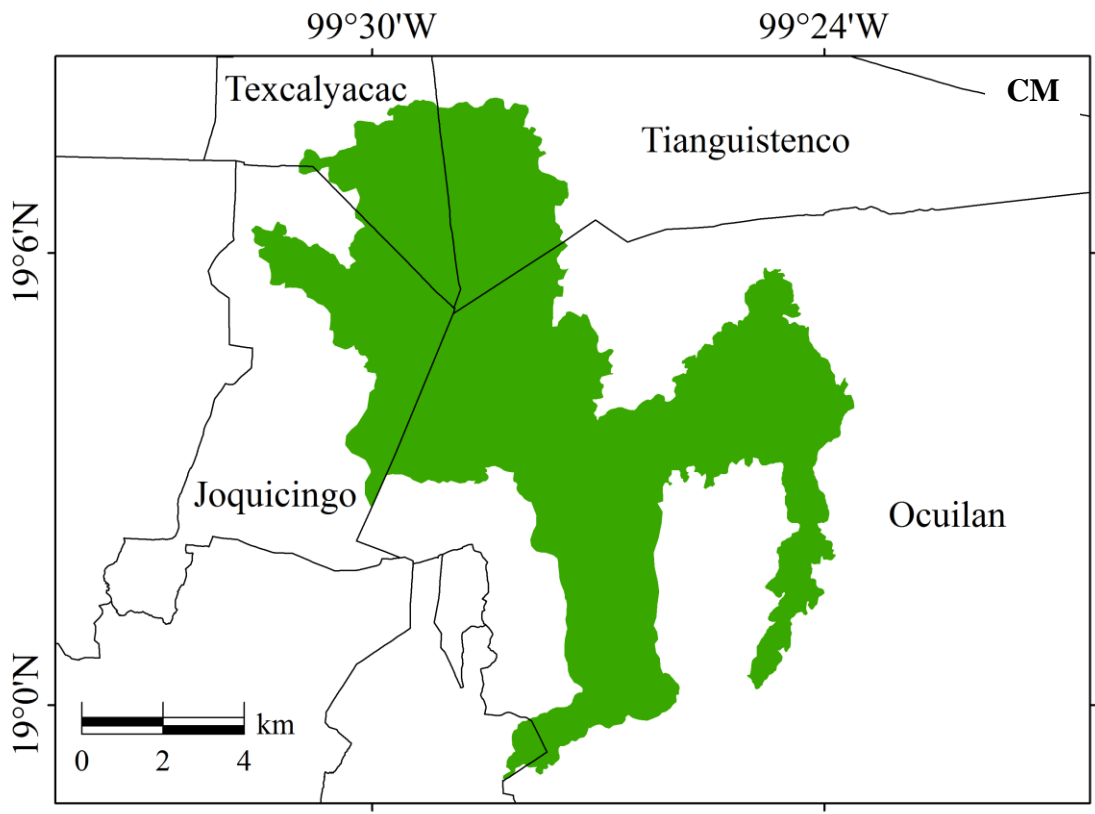 99°30'W 99°24'W
Texcalyacac
CM
Tianguistenco
19°6'N
Joquicingo
Ocuilan
19°0'N
km
0 2 4